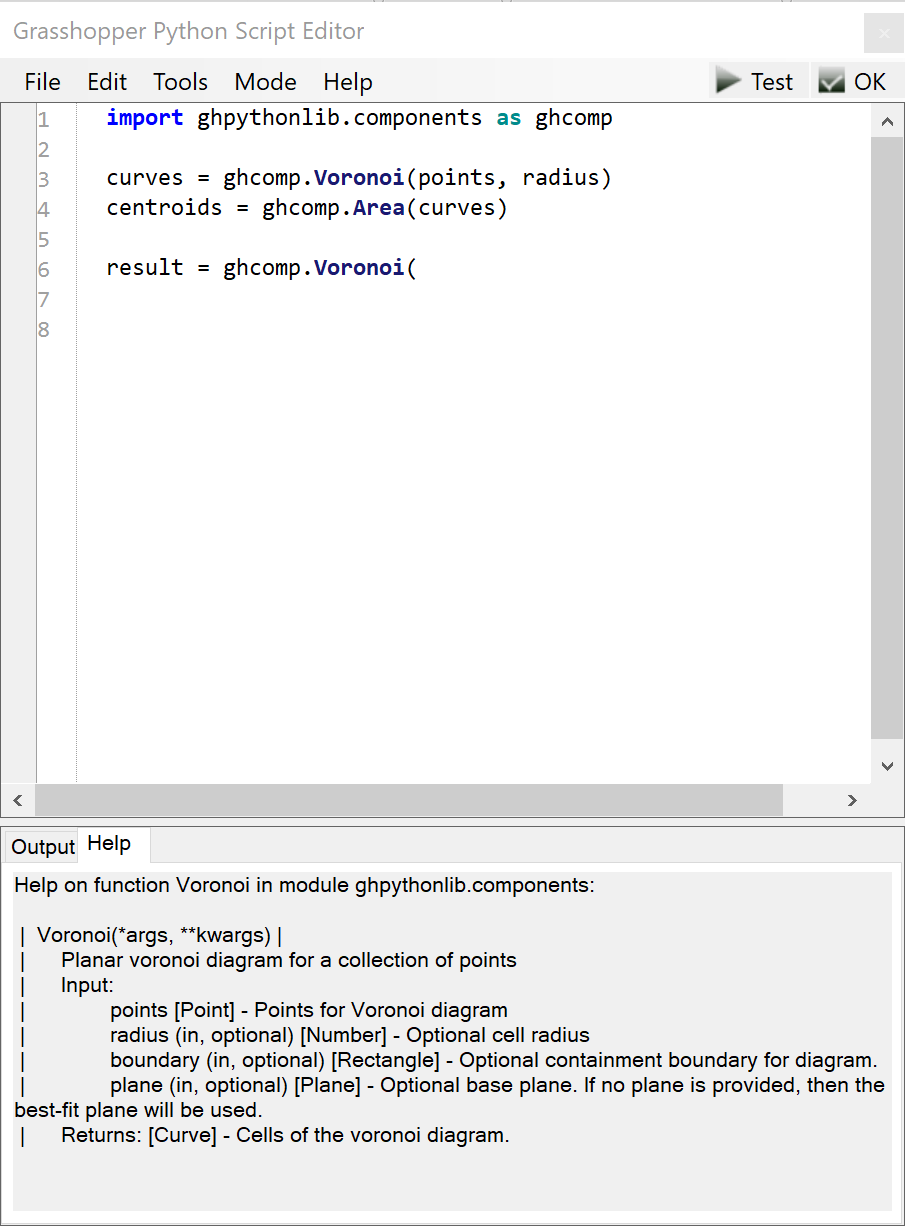 Grasshopper Python Script Editor
File Edit Tools Mode Help Test OK
1 import ghpythonlib.components as ghcomp
2
3 curves = ghcomp.Voronoi(points, radius)
4 centroids = ghcomp.Area(curves)
5
6 result = ghcomp.Voronoi(
7
8
Output Help
Help on function Voronoi in module ghpythonlib.components:
| Voronoi(*args, **kwargs) |
| Planar voronoi diagram for a collection of points
| Input:
| points [Point] - Points for Voronoi diagram
| radius (in, optional) [Number] - Optional cell radius
| boundary (in, optional) [Rectangle] - Optional containment boundary for diagram.
| plane (in, optional) [Plane] - Optional base plane. If no plane is provided, then the
best-fit plane will be used.
| Returns: [Curve] - Cells of the voronoi diagram.